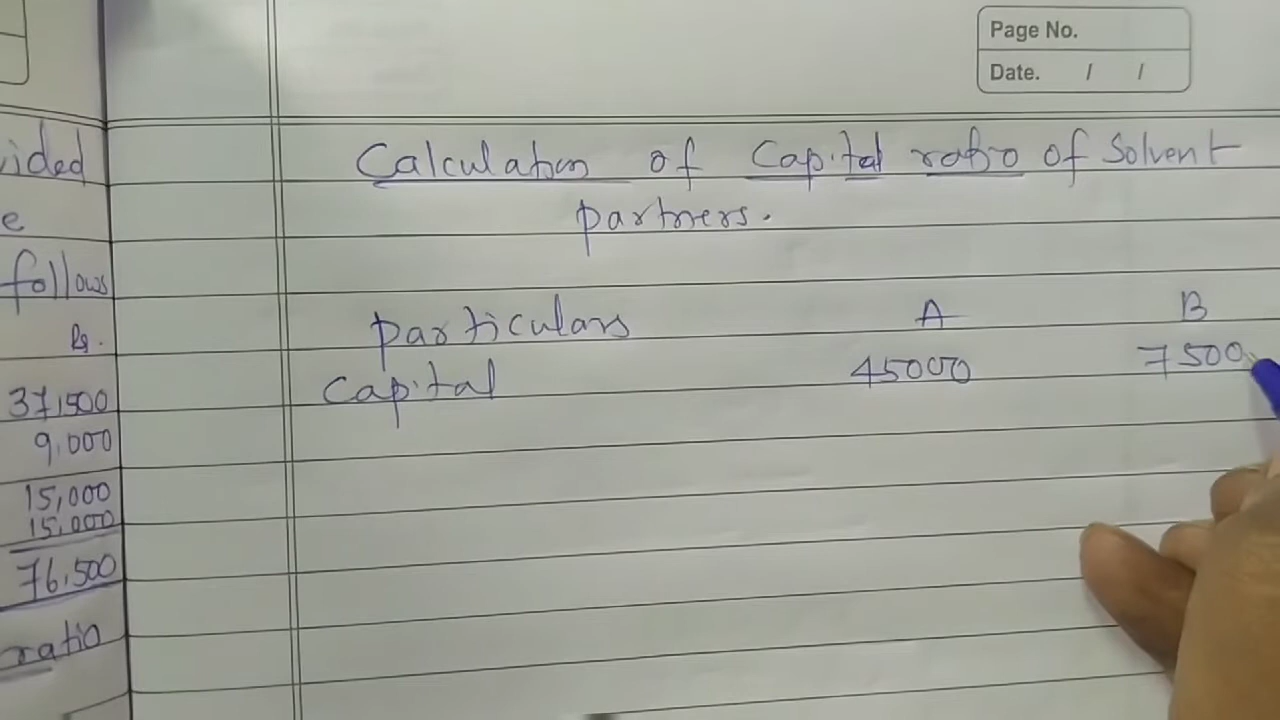 Page No.
Date. / /
vided
e
follows
Rs.
37,500
9,000
15,000
15,000
76,500
ratio
Calculation of Capital ratio of Solvent
partners.
particulars A B
Capital 45000 7500